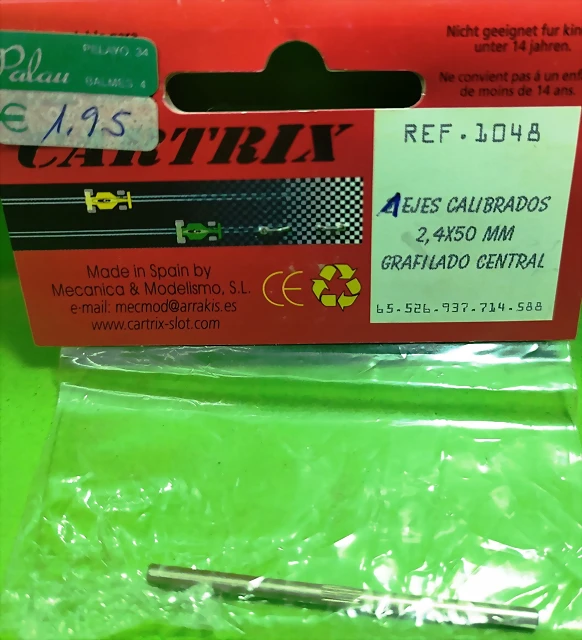 PELAYO 34
Palau
BALMES 4
€ 1,95
CARTRIX
Nicht geeignet fur kin
unter 14 jahren.
Ne convient pas á un enf
de moins de 14 ans.
REF.1048
1 EJES CALIBRADOS
2,4X50 MM
GRAFILADO CENTRAL
65-526-937-714-588
Made in Spain by
Mecanica & Modelismo, S.L.
e-mail: mecmod@arrakis.es
www.cartrix-slot.com
CE